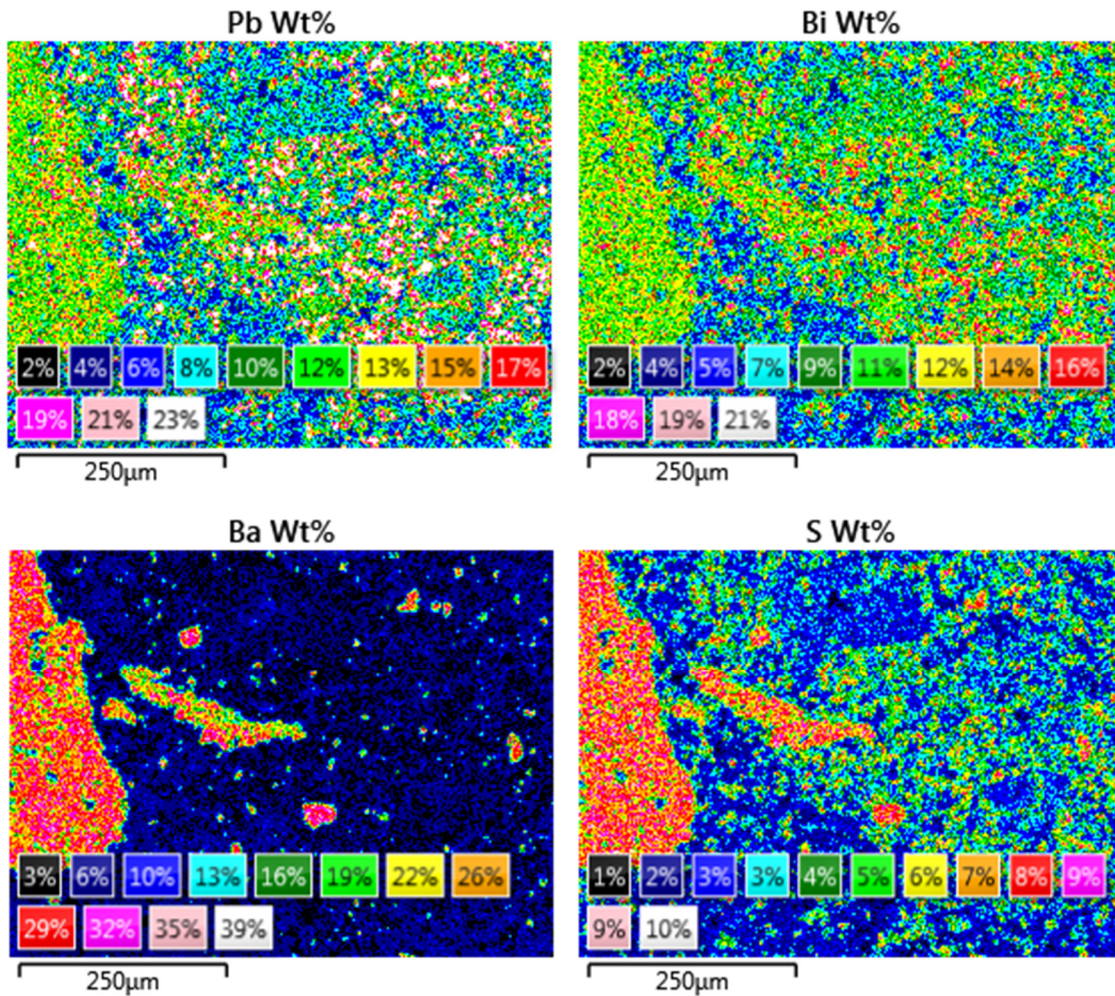 Pb Wt%
2% 4% 6% 8% 10% 12% 13% 15% 17%
19% 21% 23%
250μm
Bi Wt%
2% 4% 5% 7% 9% 11% 12% 14% 16%
18% 19% 21%
250μm
Ba Wt%
3% 6% 10% 13% 16% 19% 22% 26%
29% 32% 35% 39%
250μm
S Wt%
1% 2% 3% 3% 4% 5% 6% 7% 8% 9%
9% 10%
250μm